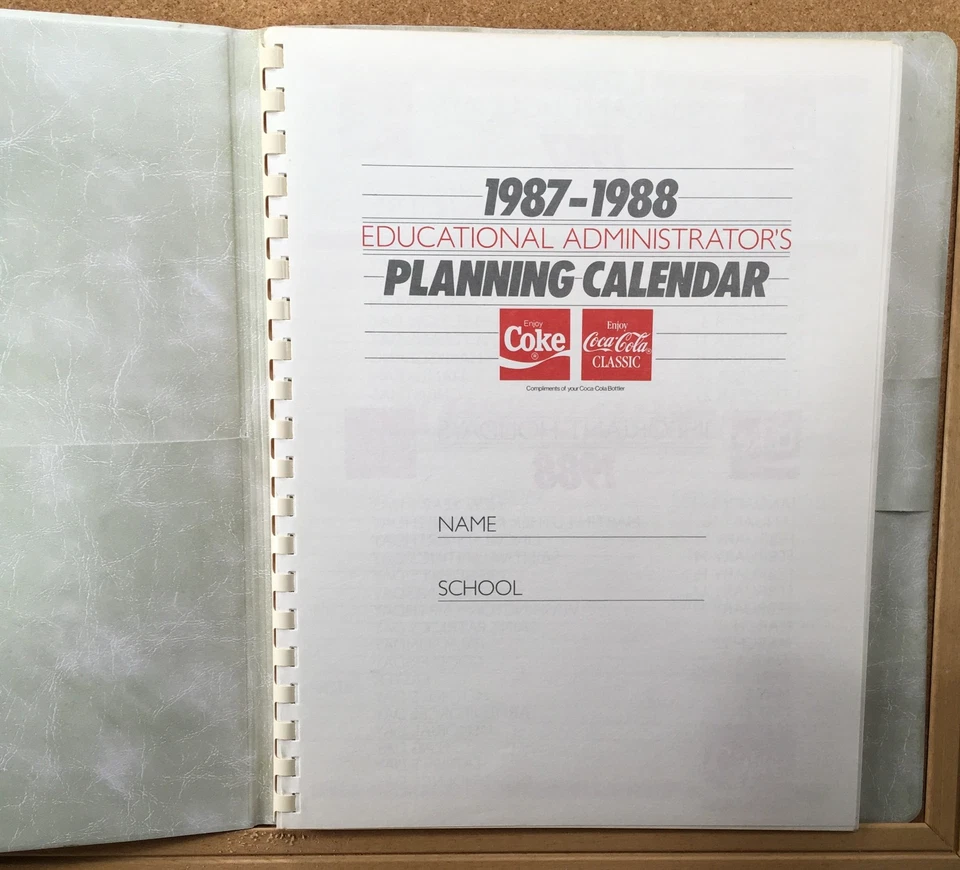 1987-1988
EDUCATIONAL ADMINISTRATOR'S
PLANNING CALENDAR
Enjoy
Coke
®
Enjoy
Coca-Cola®
CLASSIC
Compliments of your Coca-Cola Bottler
NAME
SCHOOL